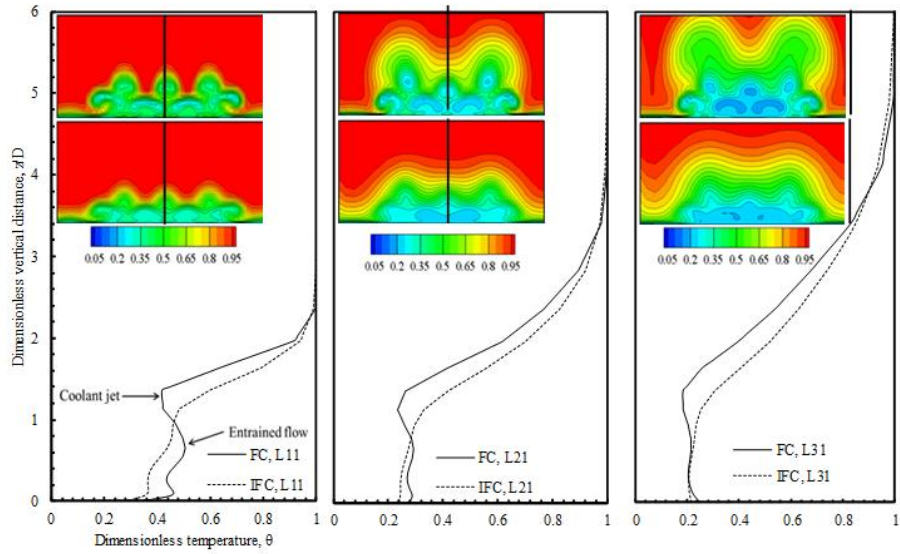 Dimensionless vertical distance, z/D
6
5
4
3
2
1
0
0.05 0.2 0.35 0.5 0.65 0.8 0.95
Coolant jet
Entrained flow
FC, L11
IFC, L11
0 0.2 0.4 0.6 0.8 1
Dimensionless temperature, θ
0.05 0.2 0.35 0.5 0.65 0.8 0.95
FC, L21
IFC, L21
0 0.2 0.4 0.6 0.8 1
0.05 0.2 0.35 0.5 0.65 0.8 0.95
FC, L31
IFC, L31
0 0.2 0.4 0.6 0.8 1